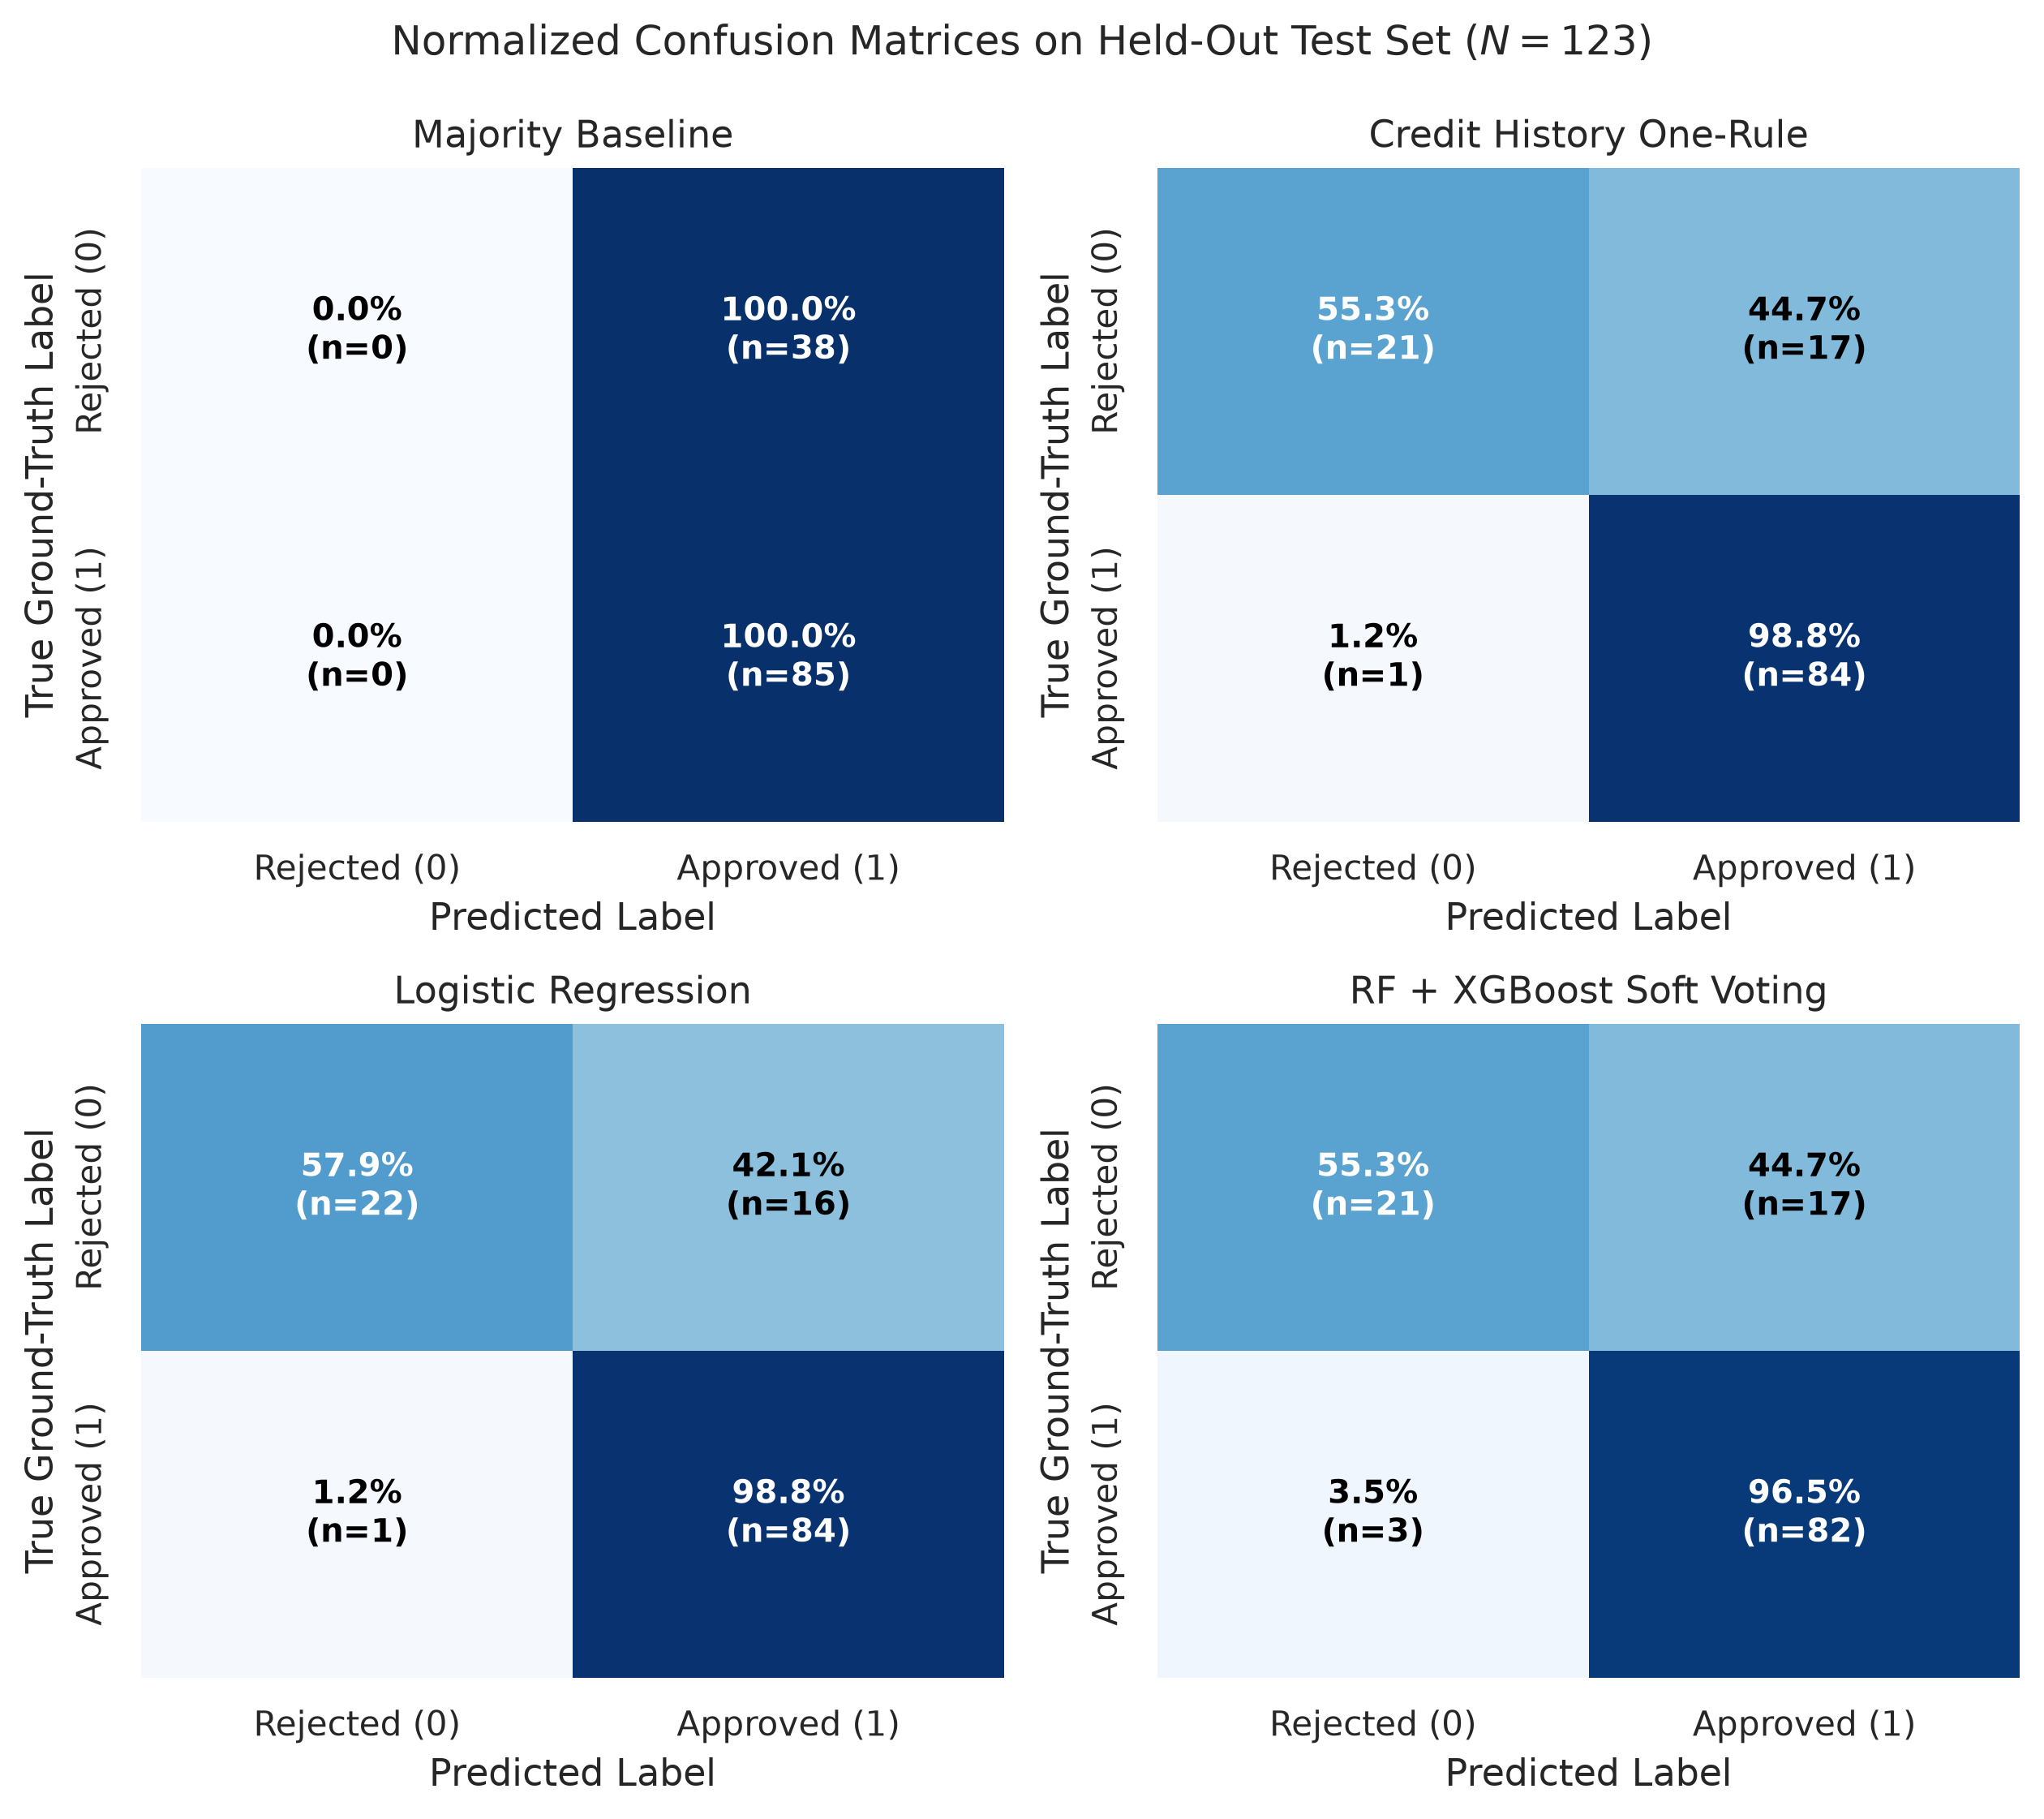 Normalized Confusion Matrices on Held-Out Test Set (N = 123)
Majority Baseline
True Ground-Truth Label
Rejected (0)
0.0%
(n=0)
100.0%
(n=38)
Approved (1)
0.0%
(n=0)
100.0%
(n=85)
Rejected (0)
Approved (1)
Predicted Label
Credit History One-Rule
True Ground-Truth Label
Rejected (0)
55.3%
(n=21)
44.7%
(n=17)
Approved (1)
1.2%
(n=1)
98.8%
(n=84)
Rejected (0)
Approved (1)
Predicted Label
Logistic Regression
True Ground-Truth Label
Rejected (0)
57.9%
(n=22)
42.1%
(n=16)
Approved (1)
1.2%
(n=1)
98.8%
(n=84)
Rejected (0)
Approved (1)
Predicted Label
RF + XGBoost Soft Voting
True Ground-Truth Label
Rejected (0)
55.3%
(n=21)
44.7%
(n=17)
Approved (1)
3.5%
(n=3)
96.5%
(n=82)
Rejected (0)
Approved (1)
Predicted Label